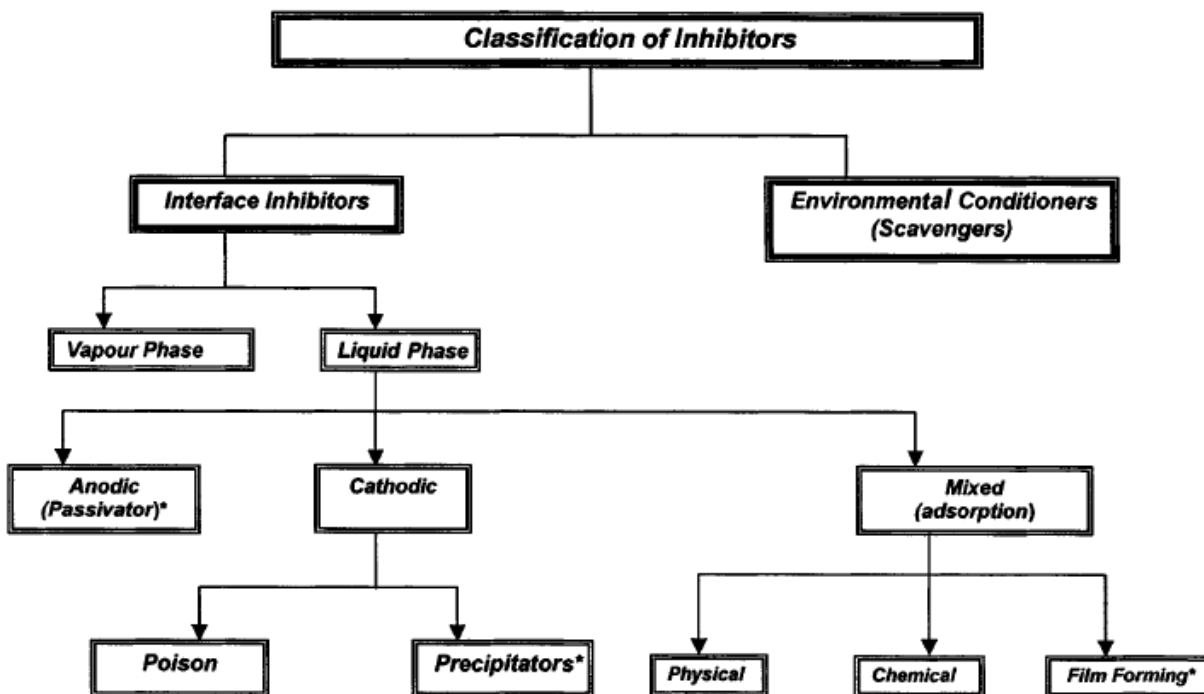 Classification of Inhibitors
Interface Inhibitors
Environmental Conditioners
(Scavengers)
Vapour Phase
Liquid Phase
Anodic
(Passivator)*
Cathodic
Mixed
(adsorption)
Poison
Precipitators*
Physical
Chemical
Film Forming*